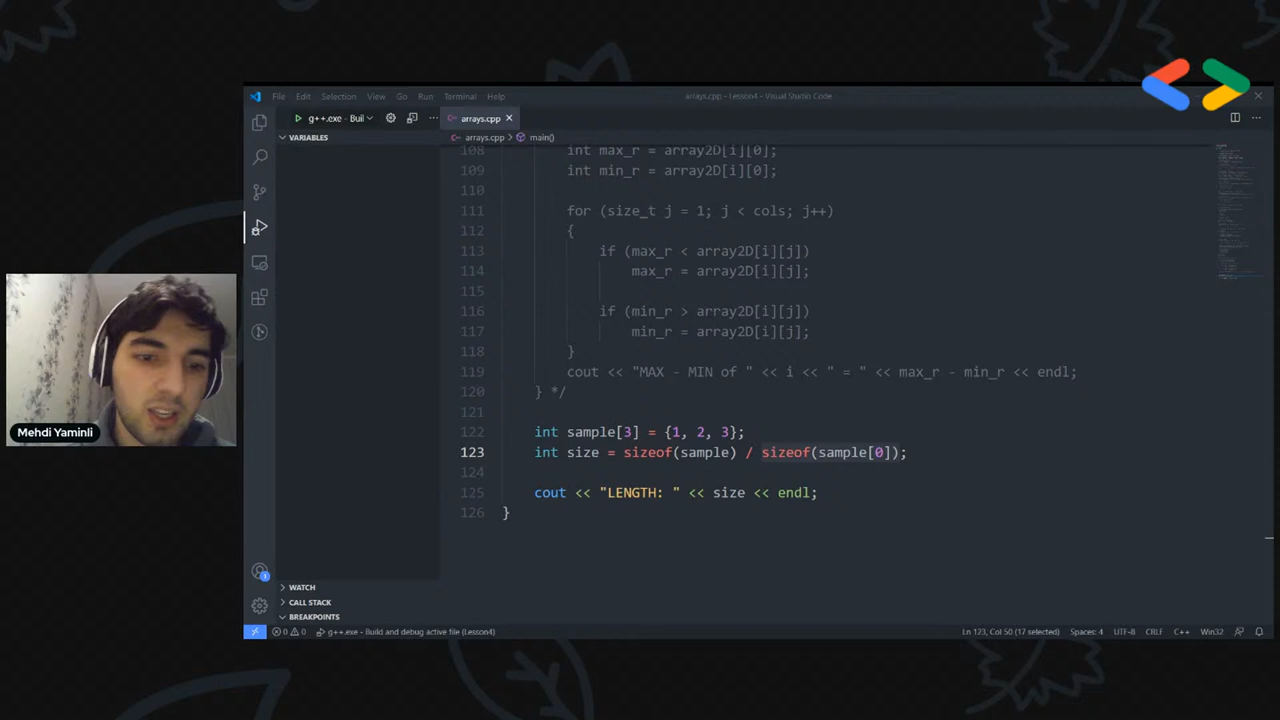 File Edit Selection View Go Run Terminal Help
arrays.cpp - Lesson4 - Visual Studio Code
g++.exe - Buil
arrays.cpp
VARIABLES
arrays.cpp > main()
108 int max_r = array2D[i][0];
109 int min_r = array2D[i][0];
110
111 for (size_t j = 1; j < cols; j++)
112 {
113 if (max_r < array2D[i][j])
114 max_r = array2D[i][j];
115
116 if (min_r > array2D[i][j])
117 min_r = array2D[i][j];
118 }
119 cout << "MAX - MIN of " << i << " = " << max_r - min_r << endl;
120 } */
121
122 int sample[3] = {1, 2, 3};
123 int size = sizeof(sample) / sizeof(sample[0]);
124
125 cout << "LENGTH: " << size << endl;
126 }
Mehdi Yaminli
1
WATCH
CALL STACK
BREAKPOINTS
0 0 g++.exe - Build and debug active file (Lesson4)
Ln 123, Col 50 (17 selected) Spaces: 4 UTF-8 CRLF C++ Win32